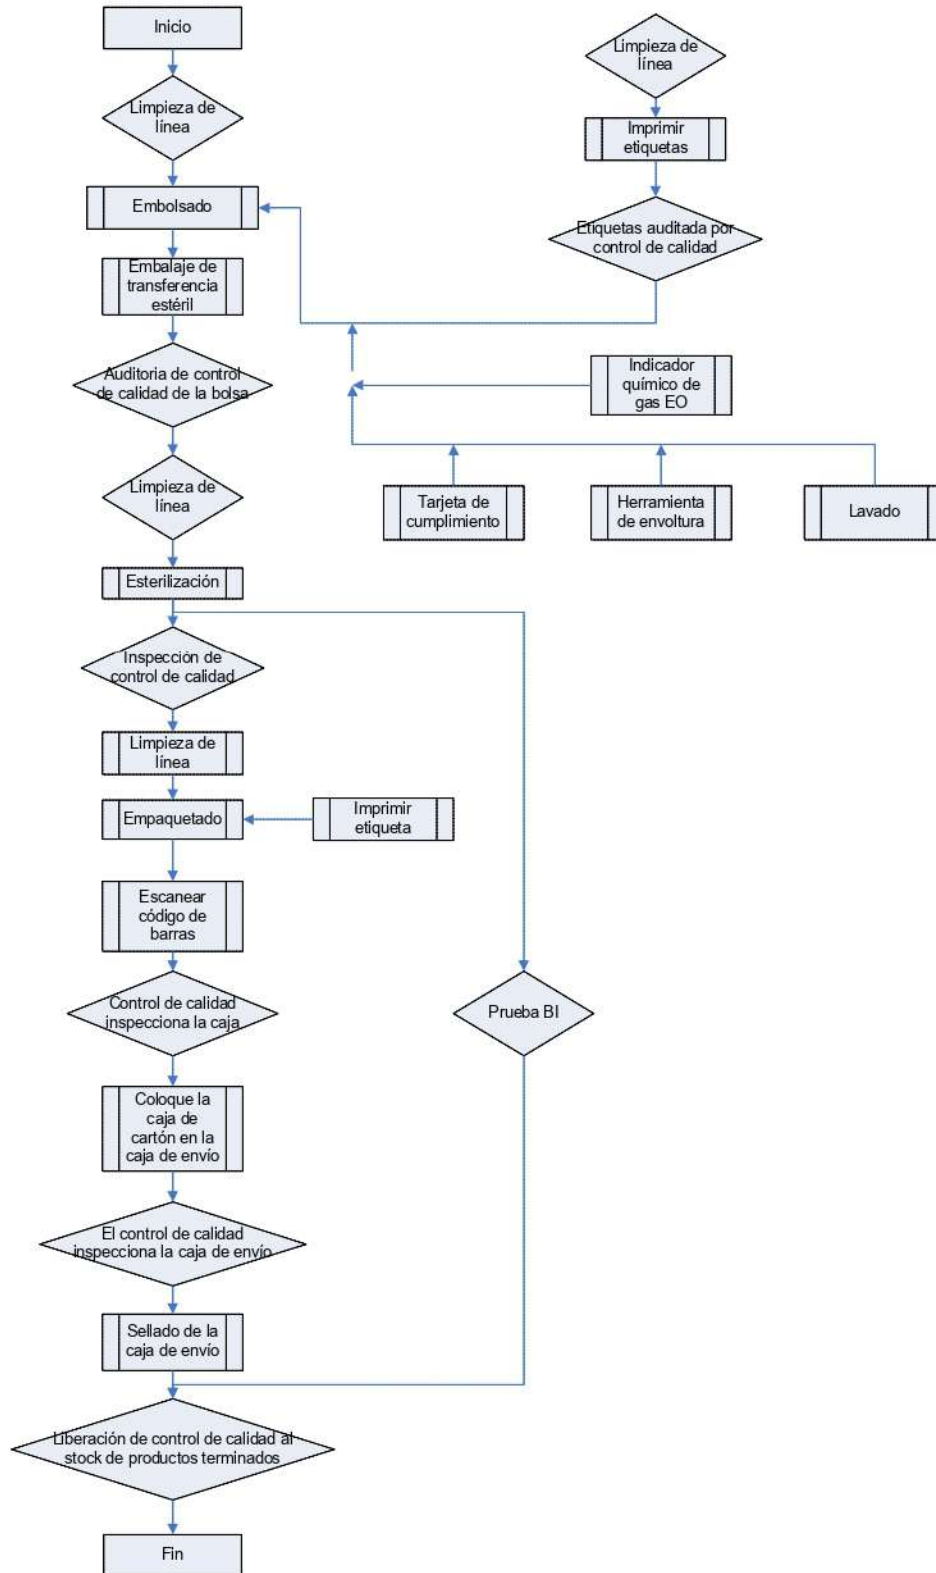 Inicio
Limpieza de
línea
Limpieza de
línea
Imprimir
etiquetas
Embolsado
Etiquetas auditada por
control de calidad
Embalaje de
transferencia
estéril
Auditoria de control
de calidad de la bolsa
Indicador
químico de
gas EO
Limpieza de
línea
Tarjeta de
cumplimiento
Herramienta
de envoltura
Lavado
Esterilización
Inspección de
control de calidad
Limpieza de
línea
Empaquetado
Imprimir
etiqueta
Escanear
código de
barras
Control de calidad
inspecciona la caja
Prueba BI
Coloque la
caja de
cartón en la
caja de envío
El control de calidad
inspecciona la caja de envío
Sellado de la
caja de envío
Liberación de control de calidad al
stock de productos terminados
Fin